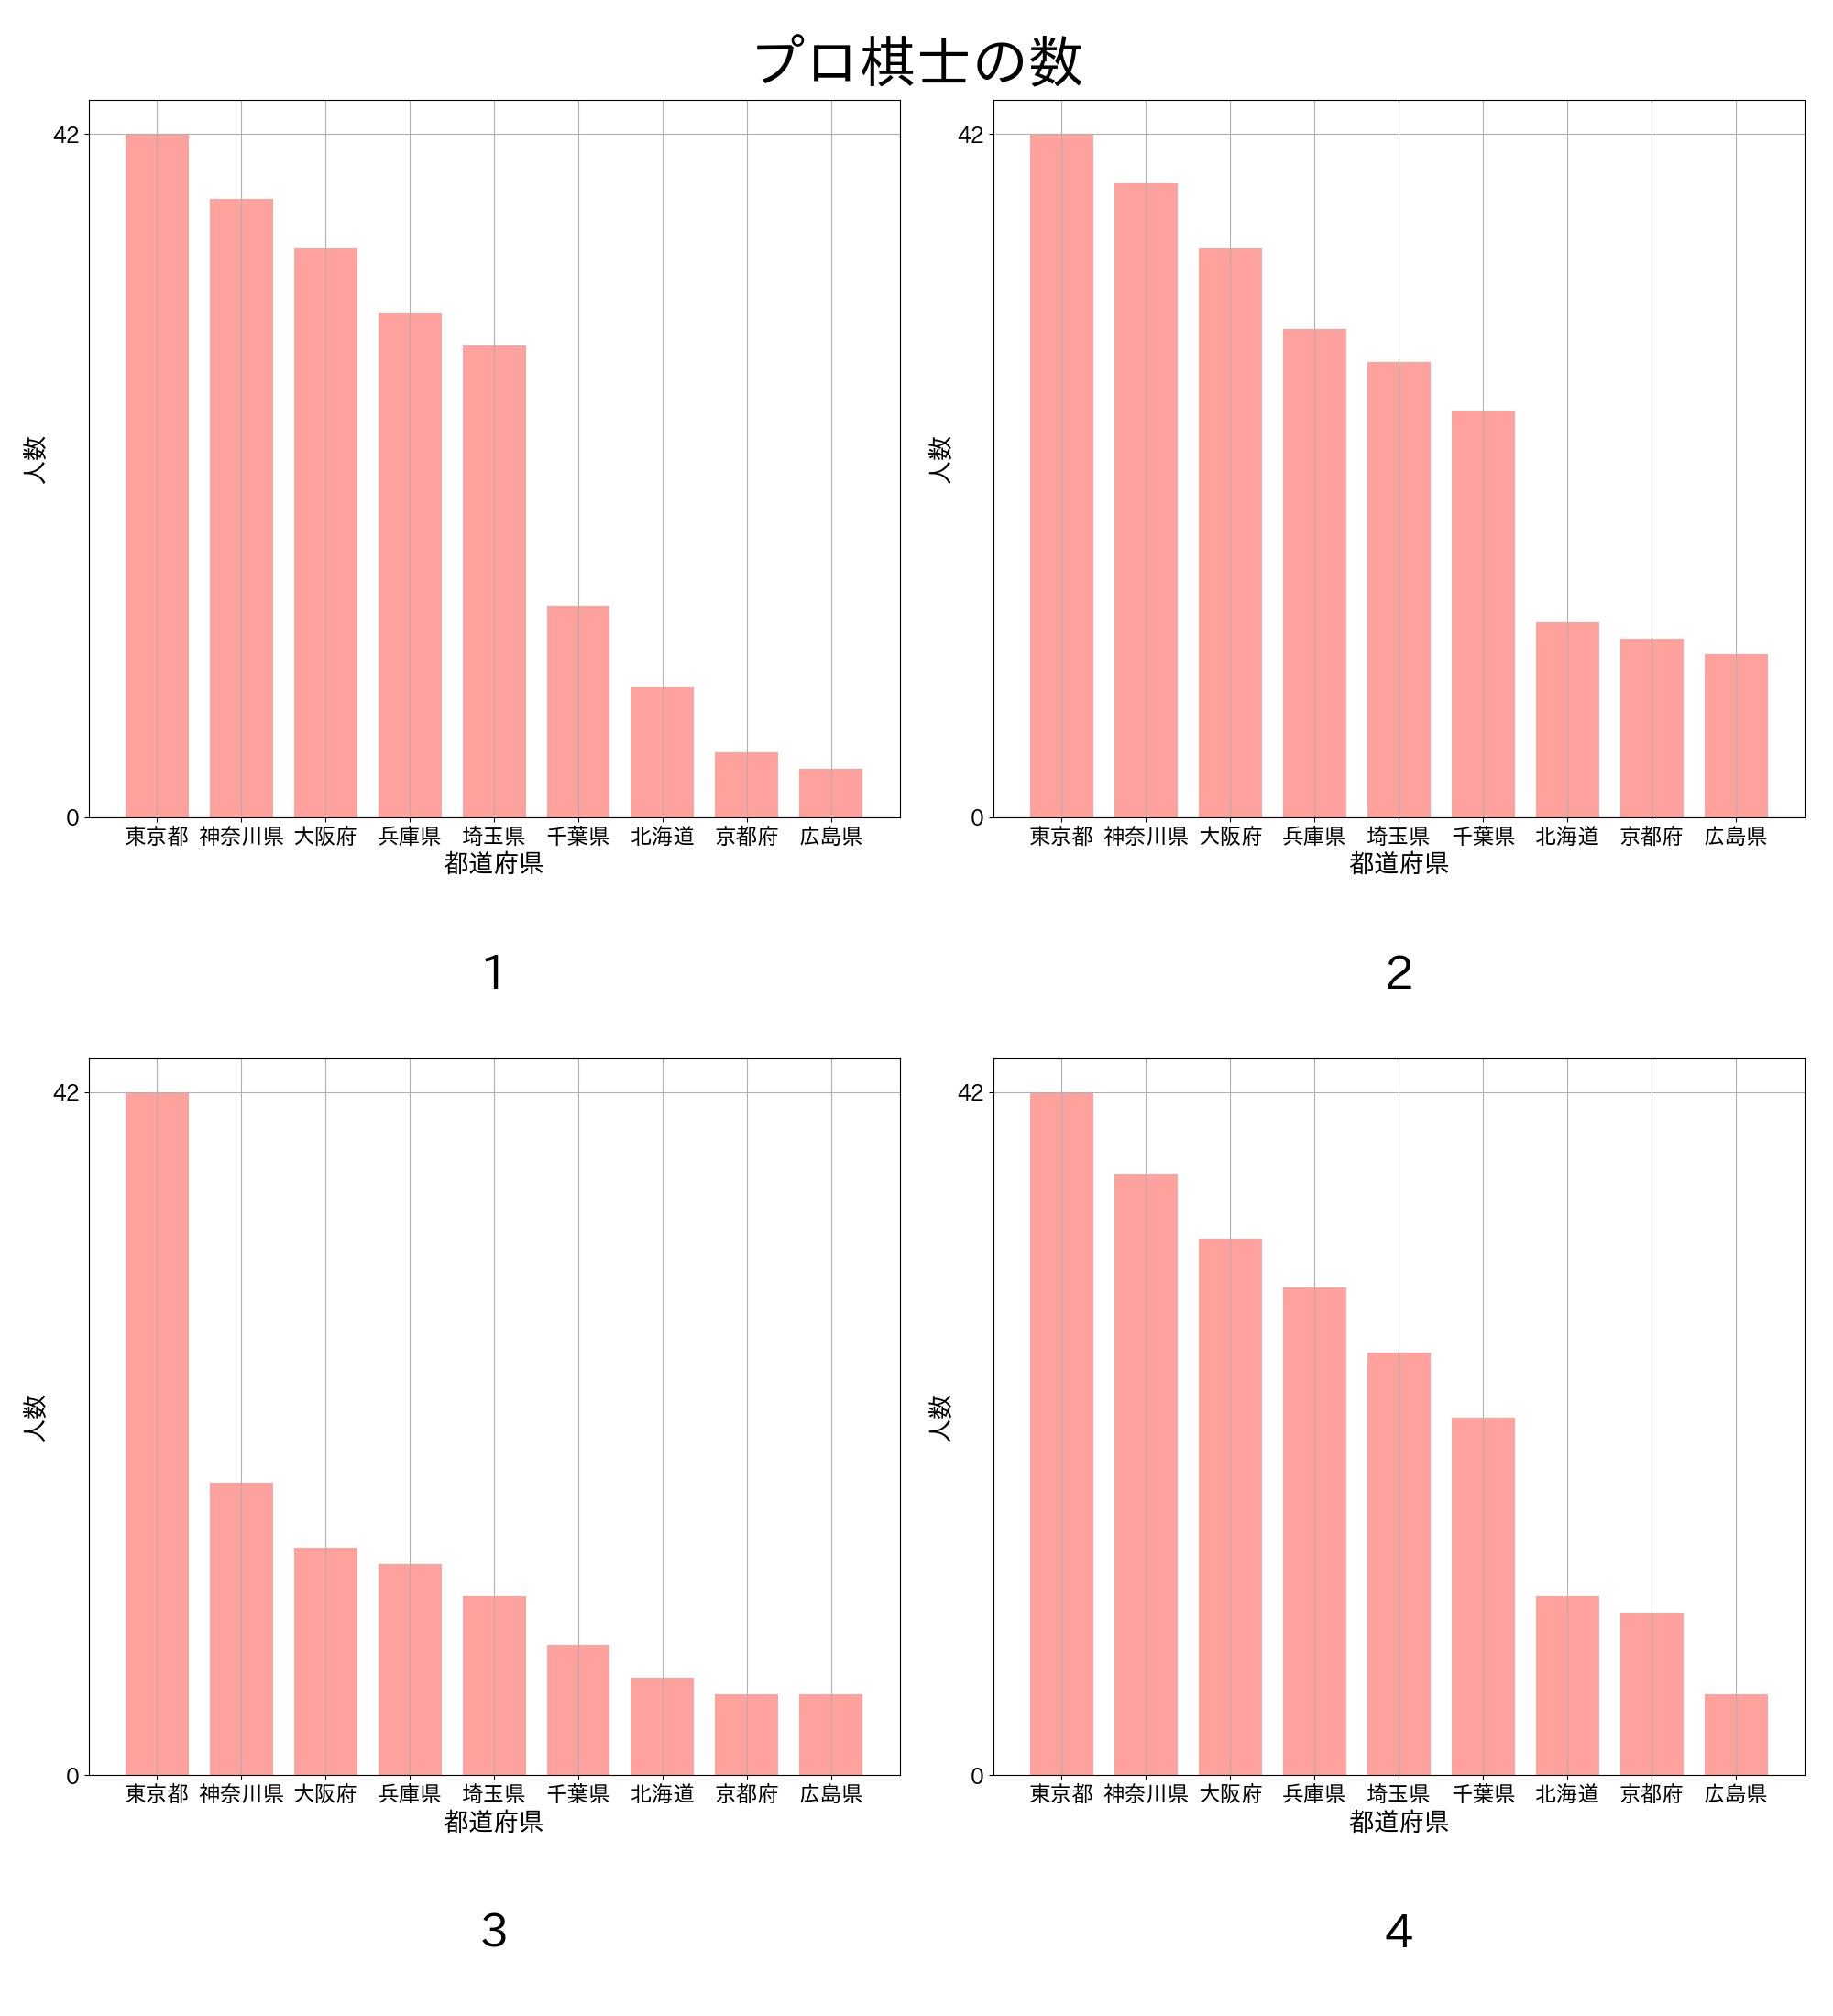 プロ棋士の数
42
0
人数
東京都 神奈川県 大阪府 兵庫県 埼玉県 千葉県 北海道 京都府 広島県
都道府県
1
42
0
人数
東京都 神奈川県 大阪府 兵庫県 埼玉県 千葉県 北海道 京都府 広島県
都道府県
2
42
0
人数
東京都 神奈川県 大阪府 兵庫県 埼玉県 千葉県 北海道 京都府 広島県
都道府県
3
42
0
人数
東京都 神奈川県 大阪府 兵庫県 埼玉県 千葉県 北海道 京都府 広島県
都道府県
4